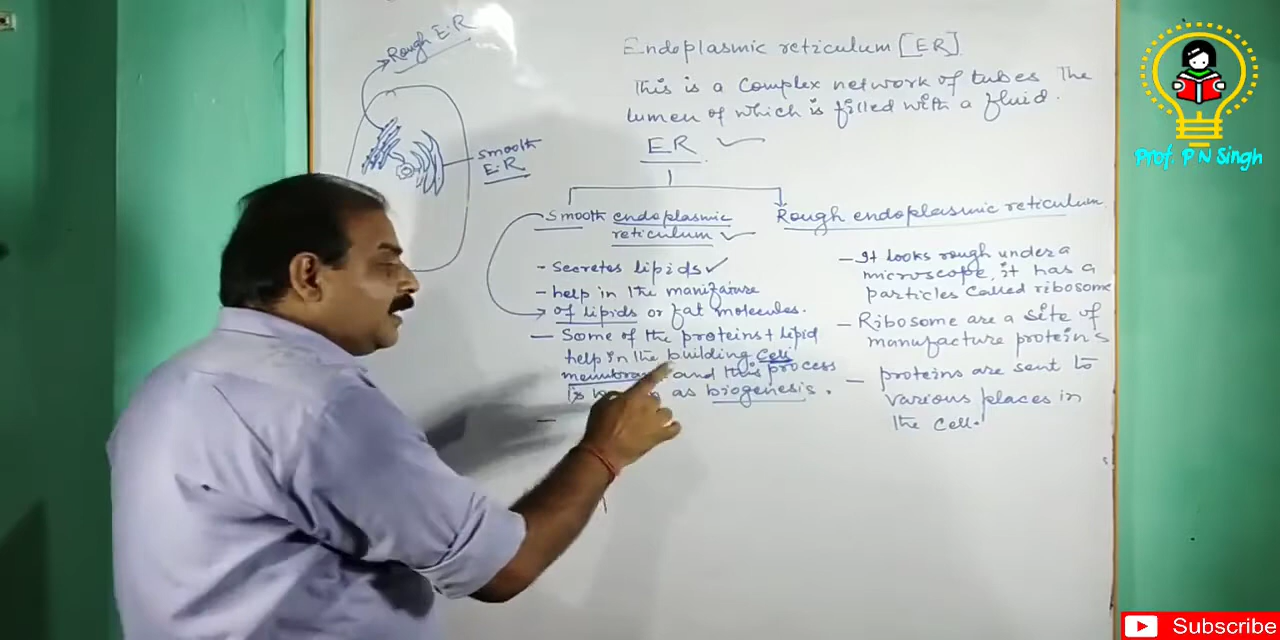 Rough E.R
Smooth
E.R
Endoplasmic reticulum [ER]
This is a complex network of tubes. The
lumen of which is filled with a fluid.
ER
Smooth endoplasmic
reticulum
- Secretes lipids
- help in the
of lipids or fat molecules.
- Some of the proteins + lipid
help in the building cell
and this process
is as biogenesis.
-
Rough endoplasmic reticulum
- It looks rough under a
microscope, it has a
particles called ribosome
- Ribosome are a site of
manufacture proteins
- proteins are sent to
various places in
the cell.
Prof. P N Singh
Subscribe